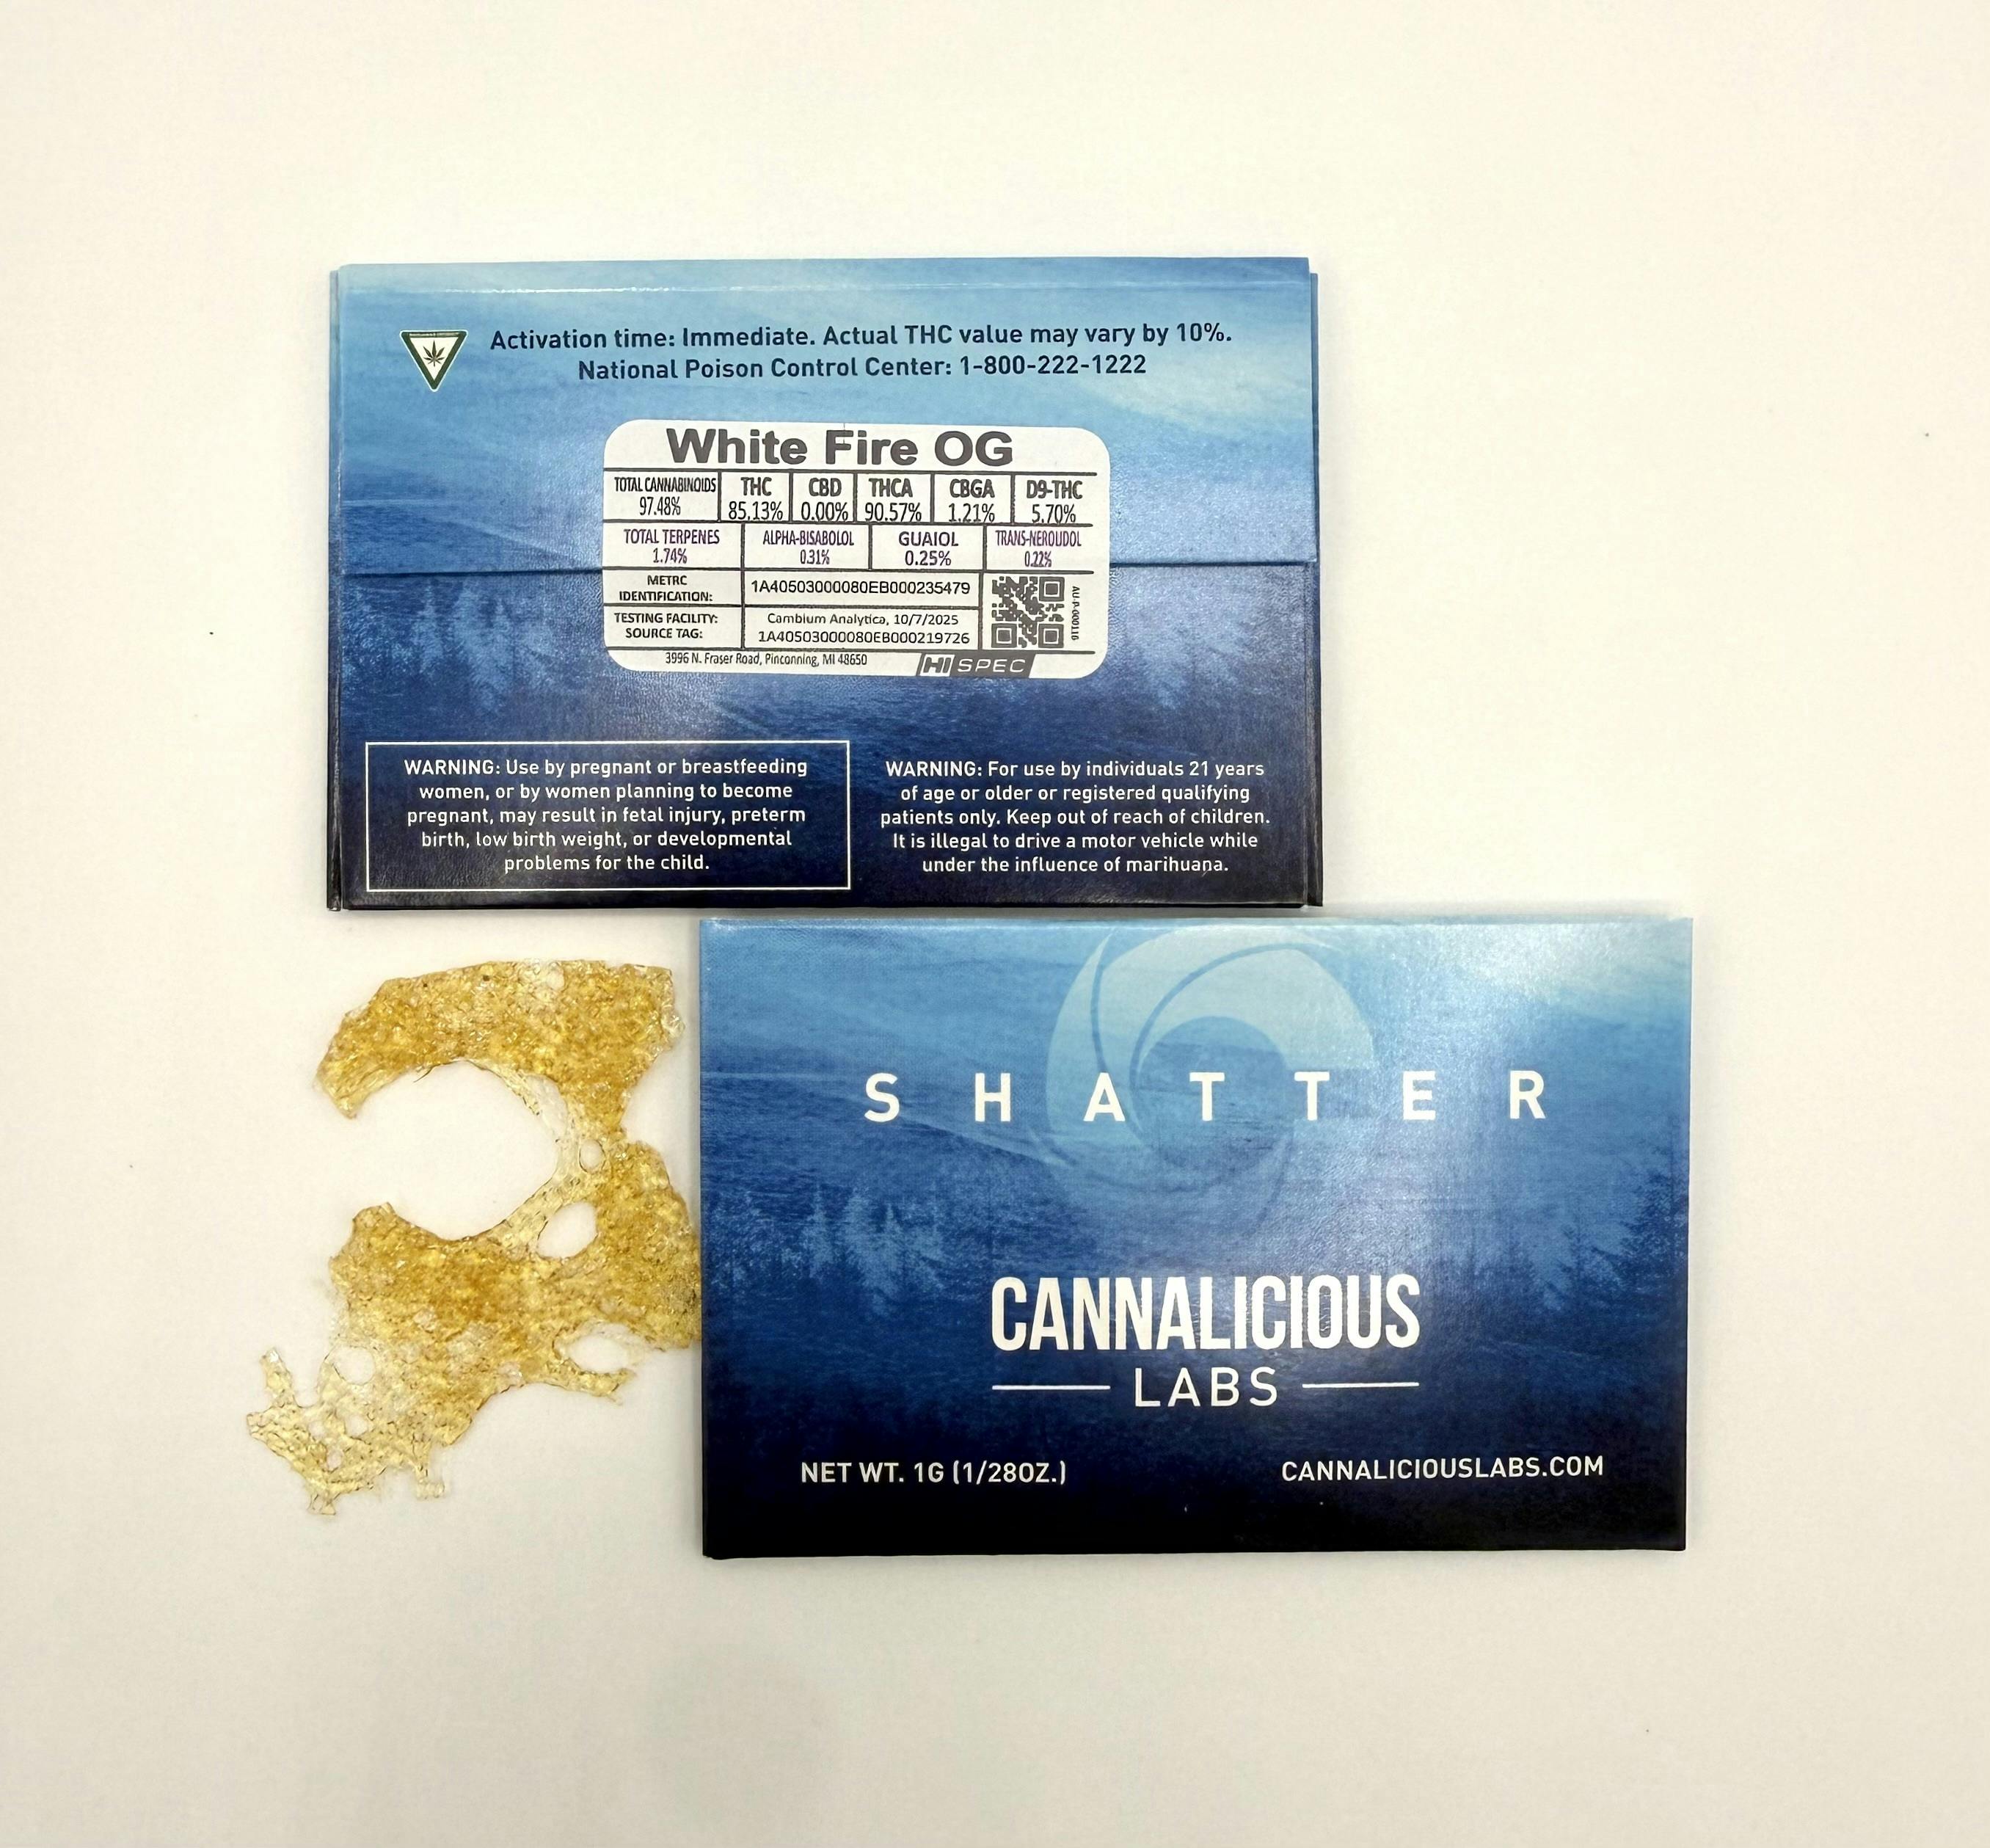 Activation time: Immediate. Actual THC value may vary by 10%.
National Poison Control Center: 1-800-222-1222
White Fire OG
TOTAL CANNABINOIDS THC CBD THCA CBGA D9-THC
97.48% 85.13% 0.00% 90.57% 1.21% 5.70%
TOTAL TERPENES ALPHA-BISABOLOL GUAIOL TRANS-NEROLIDOL
1.74% 0.31% 0.25% 0.22%
METRC
IDENTIFICATION:
1A40503000080EB000235479
TESTING FACILITY: Cambium Analytica, 10/7/2025
SOURCE TAG: 1A40503000080EB000219726
AU-P-000116
3996 N. Fraser Road, Pinconning, MI 48650
HI SPEC
WARNING: Use by pregnant or breastfeeding
women, or by women planning to become
pregnant, may result in fetal injury, preterm
birth, low birth weight, or developmental
problems for the child.
WARNING: For use by individuals 21 years
of age or older or registered qualifying
patients only. Keep out of reach of children.
It is illegal to drive a motor vehicle while
under the influence of marihuana.
SHATTER
CANNALICIOUS
LABS
NET WT. 1G (1/28OZ.)
CANNALICIOUSLABS.COM